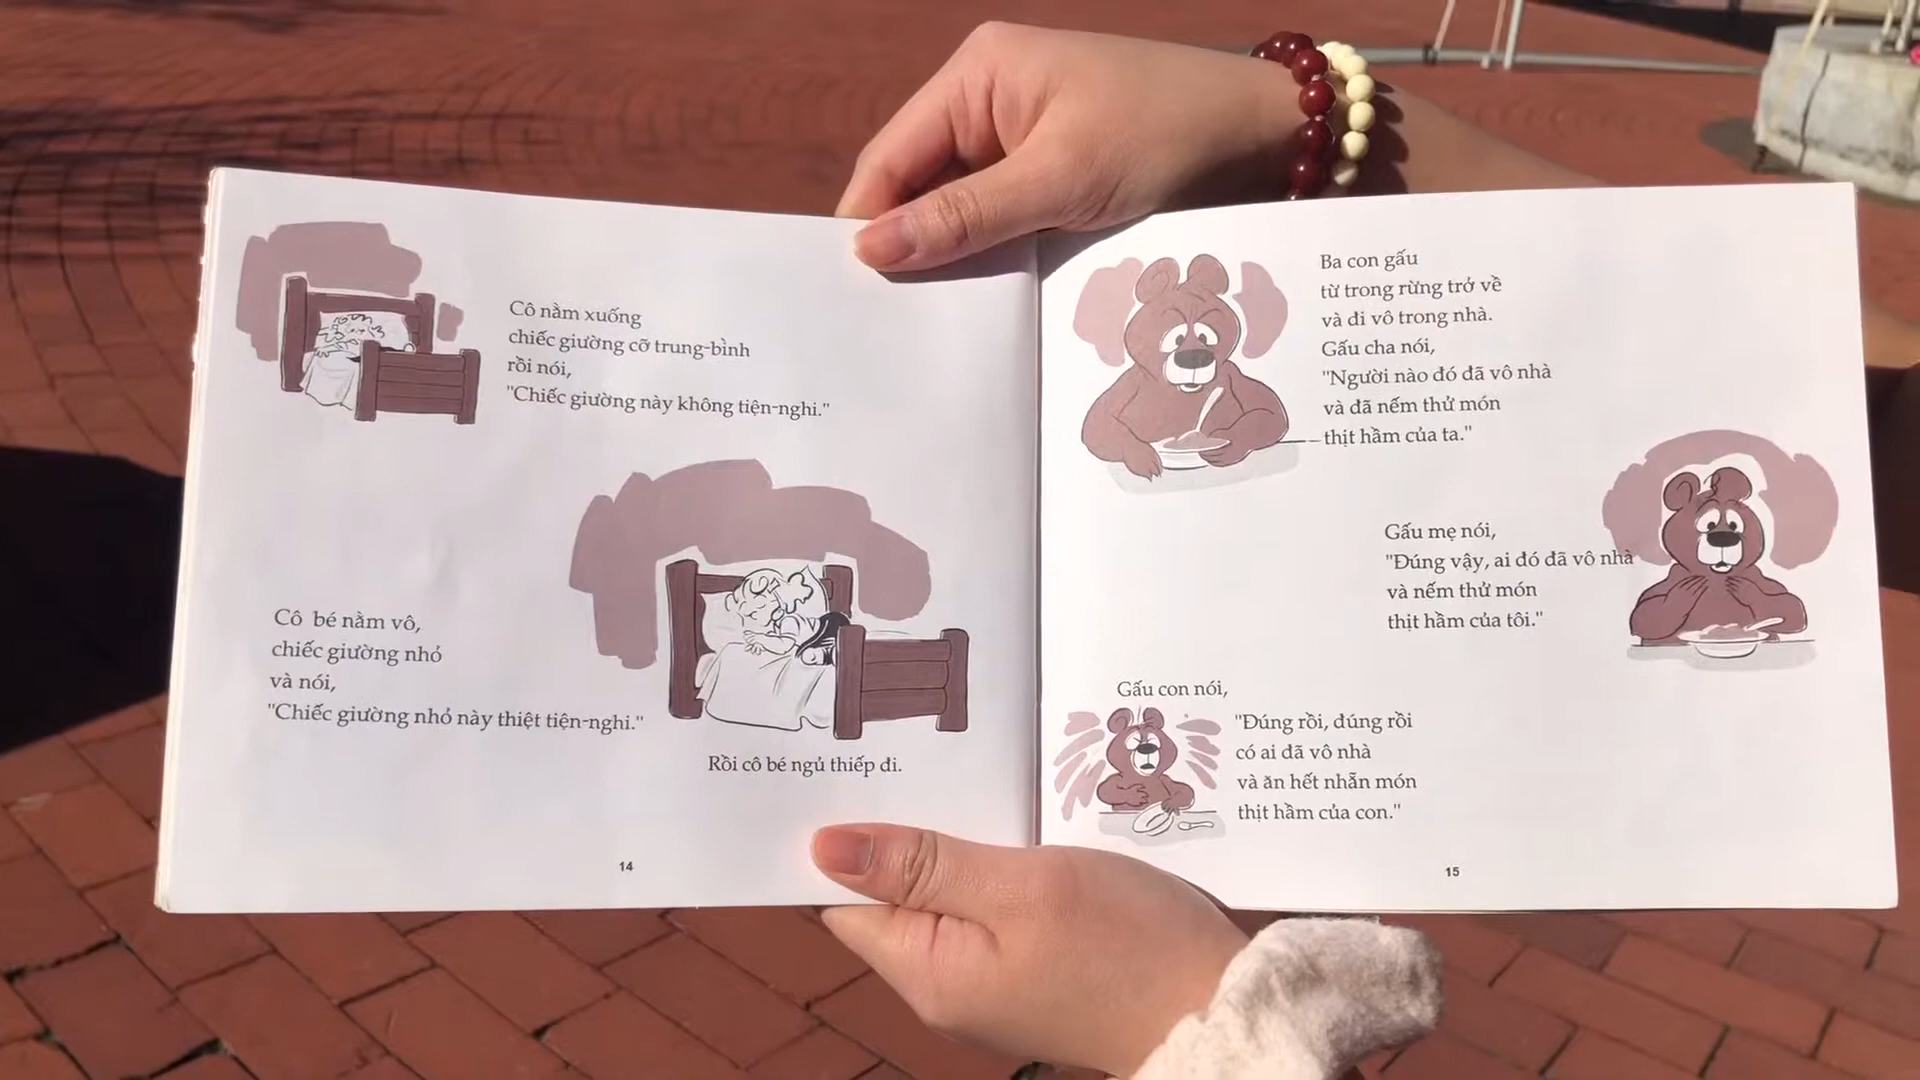 Cô nằm xuống
chiếc giường cỡ trung-bình
rồi nói,
"Chiếc giường này không tiện-nghi."
Cô bé nằm vô,
chiếc giường nhỏ
và nói,
"Chiếc giường nhỏ này thiệt tiện-nghi."
Rồi cô bé ngủ thiếp đi.
14
Ba con gấu
từ trong rừng trở về
và đi vô trong nhà.
Gấu cha nói,
"Người nào đó đã vô nhà
và đã nếm thử món
thịt hầm của ta."
Gấu mẹ nói,
"Đúng vậy, ai đó đã vô nhà
và nếm thử món
thịt hầm của tôi."
Gấu con nói,
"Đúng rồi, đúng rồi
có ai đã vô nhà
và ăn hết nhẵn món
thịt hầm của con."
15